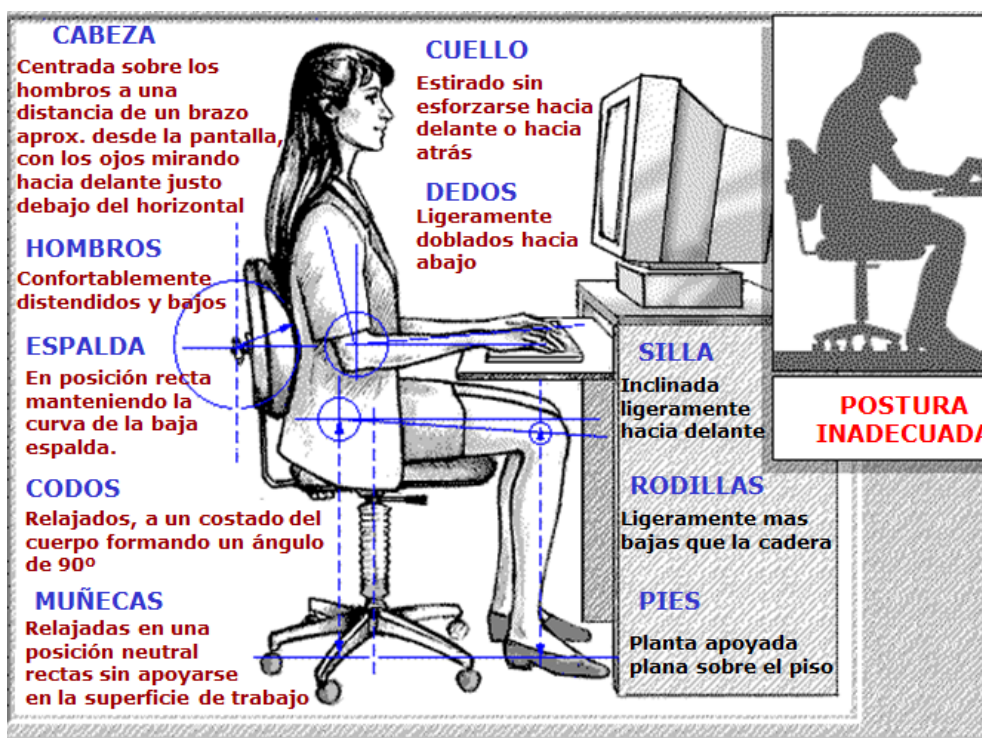 CABEZA
Centrada sobre los
hombros a una
distancia de un brazo
aprox. desde la pantalla,
con los ojos mirando
hacia delante justo
debajo del horizontal
HOMBROS
Confortablemente
distendidos y bajos
ESPALDA
En posición recta
manteniendo la
curva de la baja
espalda.
CODOS
Relajados, a un costado del
cuerpo formando un ángulo
de 90º
MUÑECAS
Relajadas en una
posición neutral
rectas sin apoyarse
en la superficie de trabajo
CUELLO
Estirado sin
esforzarse hacia
delante o hacia
atrás
DEDOS
Ligeramente
doblados hacia
abajo
SILLA
Inclinada
ligeramente
hacia delante
RODILLAS
Ligeramente mas
bajas que la cadera
PIES
Planta apoyada
plana sobre el piso
POSTURA
INADECUADA